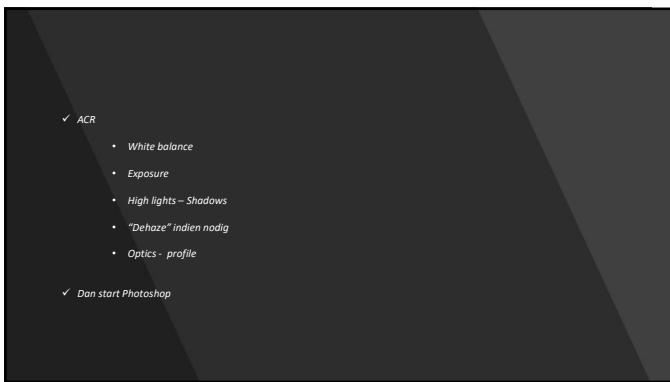 ✓ ACR
• White balance
• Exposure
• High lights – Shadows
• “Dehaze” indien nodig
• Optics - profile
✓ Dan start Photoshop